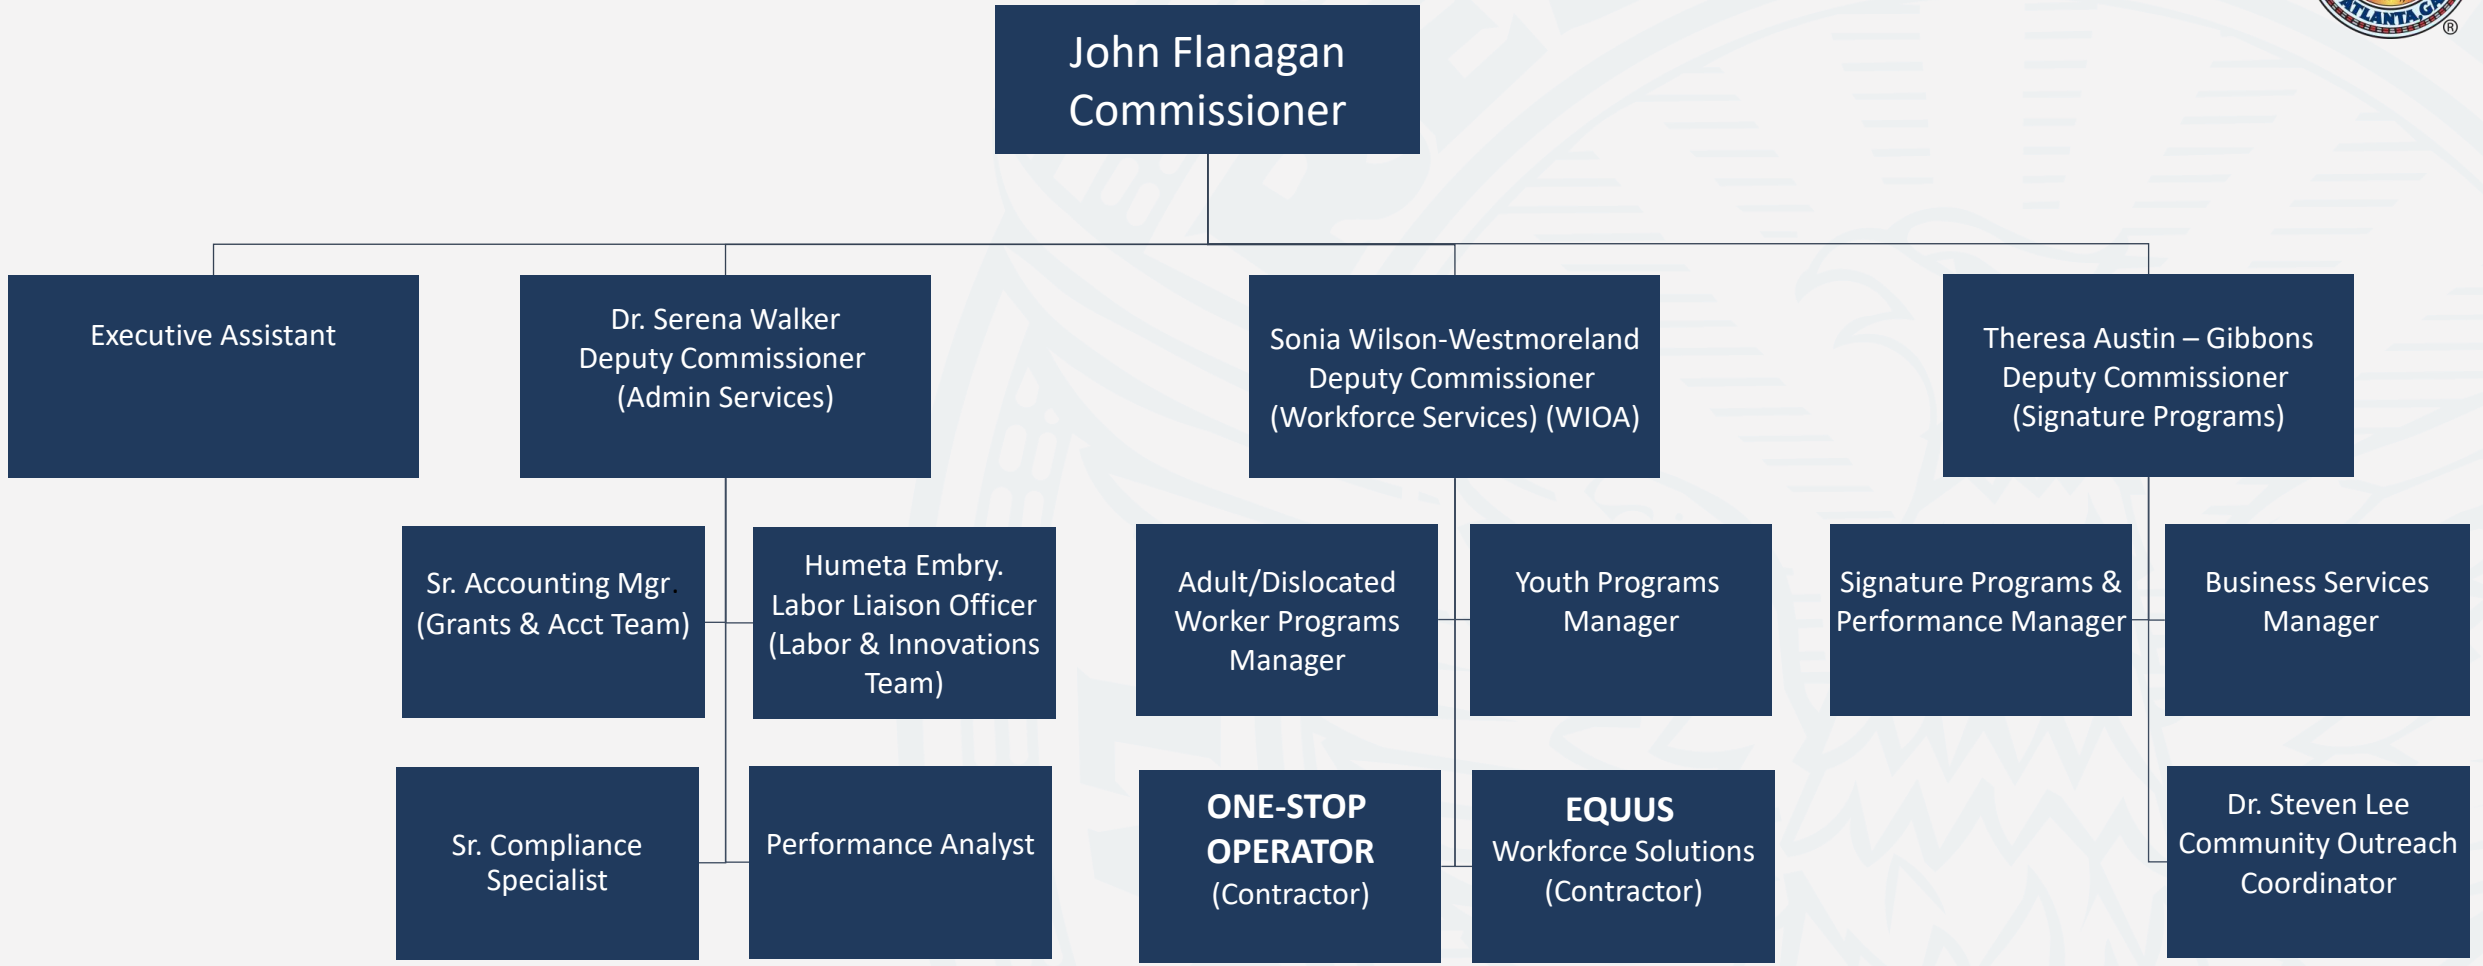 ATLANTA, GA
®
John Flanagan
Commissioner
Executive Assistant
Dr. Serena Walker
Deputy Commissioner
(Admin Services)
Sonia Wilson-Westmoreland
Deputy Commissioner
(Workforce Services) (WIOA)
Theresa Austin – Gibbons
Deputy Commissioner
(Signature Programs)
Sr. Accounting Mgr.
(Grants & Acct Team)
Humeta Embry.
Labor Liaison Officer
(Labor & Innovations
Team)
Adult/Dislocated
Worker Programs
Manager
Youth Programs
Manager
Signature Programs &
Performance Manager
Business Services
Manager
Sr. Compliance
Specialist
Performance Analyst
ONE-STOP
OPERATOR
(Contractor)
EQUUS
Workforce Solutions
(Contractor)
Dr. Steven Lee
Community Outreach
Coordinator